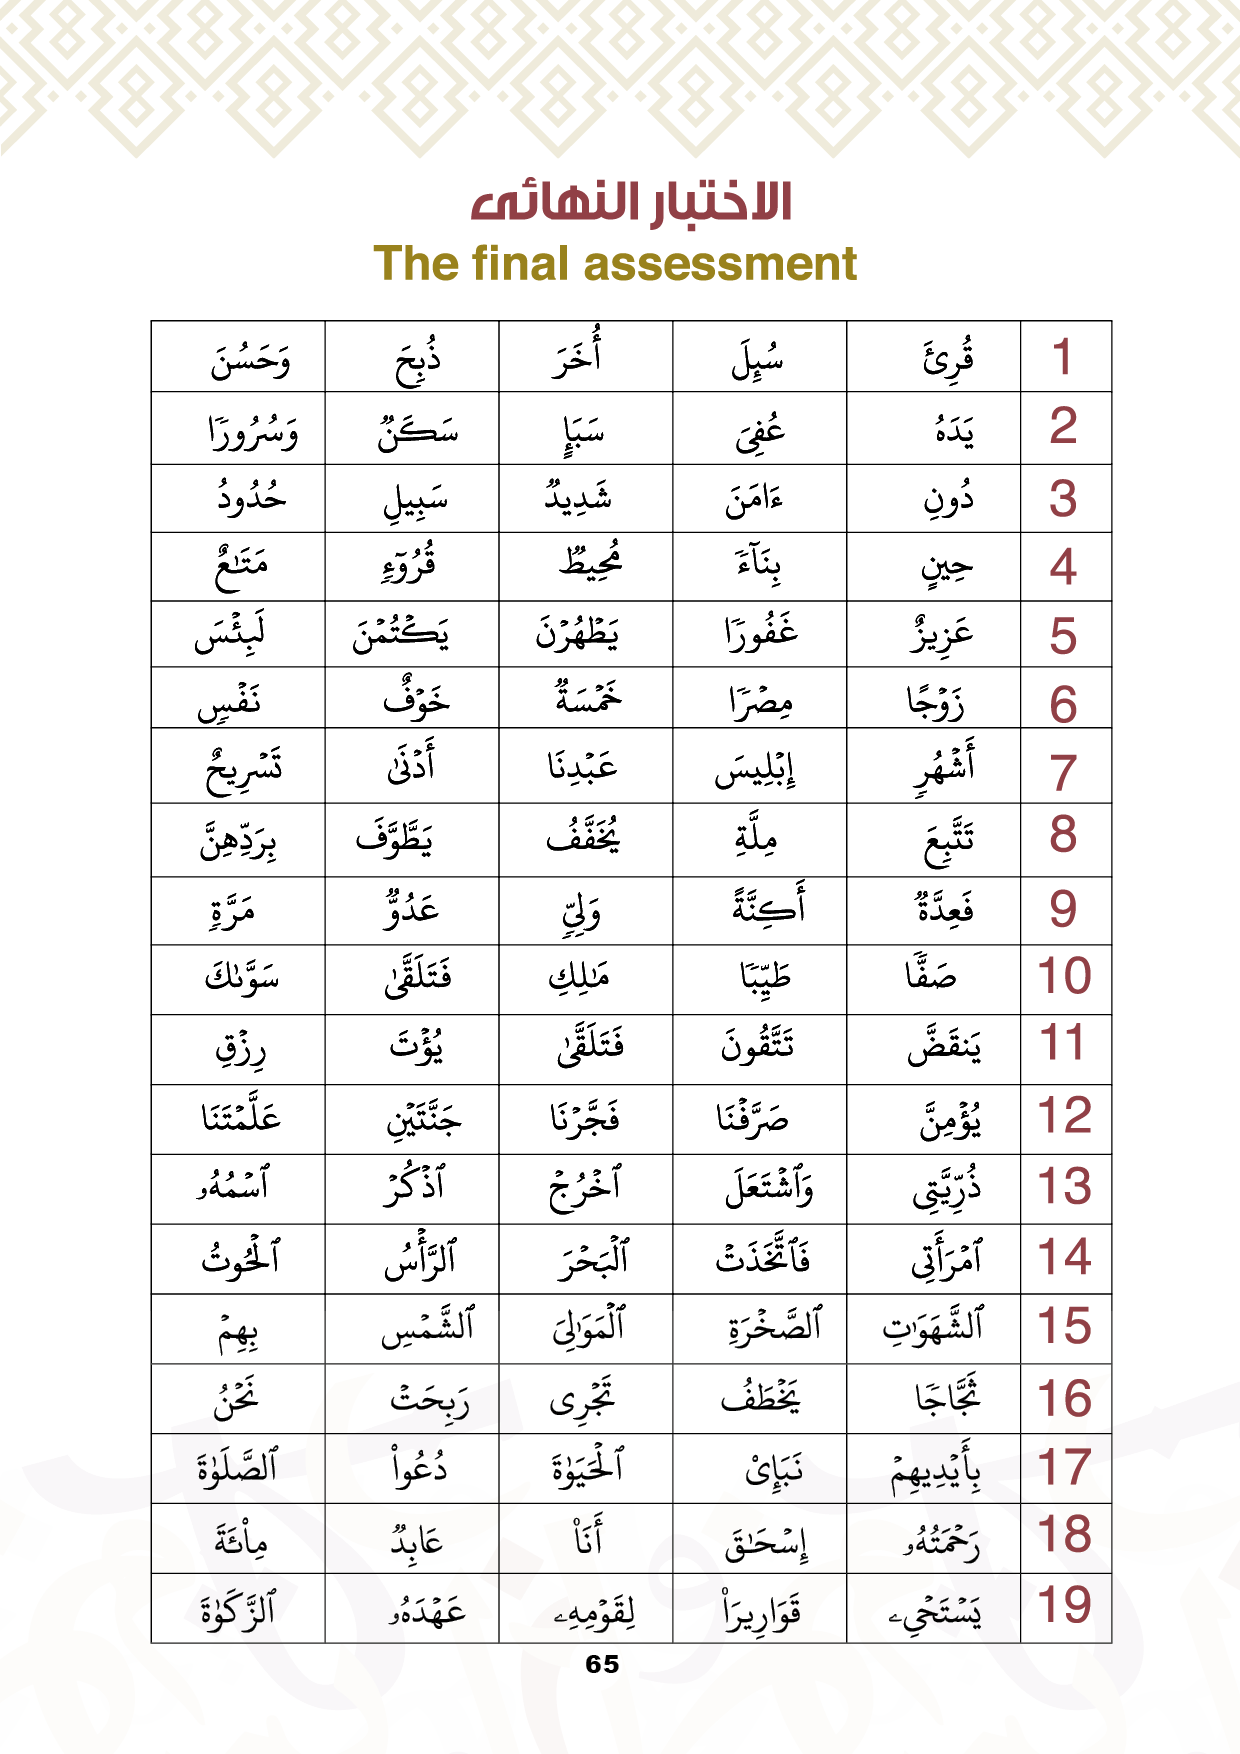 الاختبار النهائى
The final assessment
1 قُرِئَ سُئِلَ أُخَرَ ذُبِحَ وَحَسُنَ
2 يَدَهُ عُفِىَ سَبَإٍ سَكَنٌ وَسُرُورًا
3 دُونِ ءَامَنَ شَدِيدٌ سَبِيلِ حُدُودُ
4 حِينٍ بِنَآءً مُحِيطٌ قُرُوٓءٍ مَتَٰعٌ
5 عَزِيزٌ غَفُورًا يَطۡهُرۡنَ يَكۡتُمۡنَ لَبِئۡسَ
6 زَوۡجًا مِصۡرًا خَمۡسَةٌ خَوۡفٌ نَفۡسٍ
7 أَشۡهُرٍ إِبۡلِيسَ عَبۡدِنَا أَدۡنَىٰ تَسۡرِيحٌ
8 تَتَّبِعَ مِلَّةِ يُخَفَّفُ يَطَّوَّفَ بِرَدِّهِنَّ
9 فَعِدَّةٌ أَكِنَّةً وَلِيٍّ عَدُوٌّ مَرَّةٍ
10 صَفًّا طَيِّبًا مَٰلِكِ فَتَلَقَّىٰ سَوَّىٰكَ
11 يَنقَضَّ تَتَّقُونَ فَتَلَقَّىٰ يُؤۡتَ رِزۡقِ
12 يُؤۡمِنَّ صَرَّفۡنَا فَجَّرۡنَا جَنَّتَيۡنِ عَلَّمۡتَنَا
13 ذُرِّيَّتِى وَٱشۡتَعَلَ ٱخۡرُجۡ ٱذۡكُرۡ ٱسۡمُهُۥ
14 ٱمۡرَأَتِى فَٱتَّخَذَتۡ ٱلۡبَحۡرَ ٱلرَّأۡسُ ٱلۡحُوتُ
15 ٱلشَّهَوَٰتِ ٱلصَّخۡرَةِ ٱلۡمَوَٰلِىَ ٱلشَّمۡسِ بِهِمۡ
16 ثَجَّاجًا يَخۡطَفُ تَجۡرِى رَبِحَتۡ نَحۡنُ
17 بِأَيۡدِيهِمۡ نَبَإِىْ ٱلۡحَيَوٰةَ دُعُواْ ٱلصَّلَوٰةَ
18 رَحۡمَتُهُۥ إِسۡحَٰقَ أَنَا۠ عَابِدٌ مِاْئَةَ
19 يَسۡتَحۡىِۦ قَوَارِيرَاْ لِقَوۡمِهِۦ عَهۡدَهُۥ ٱلزَّكَوٰةَ
65